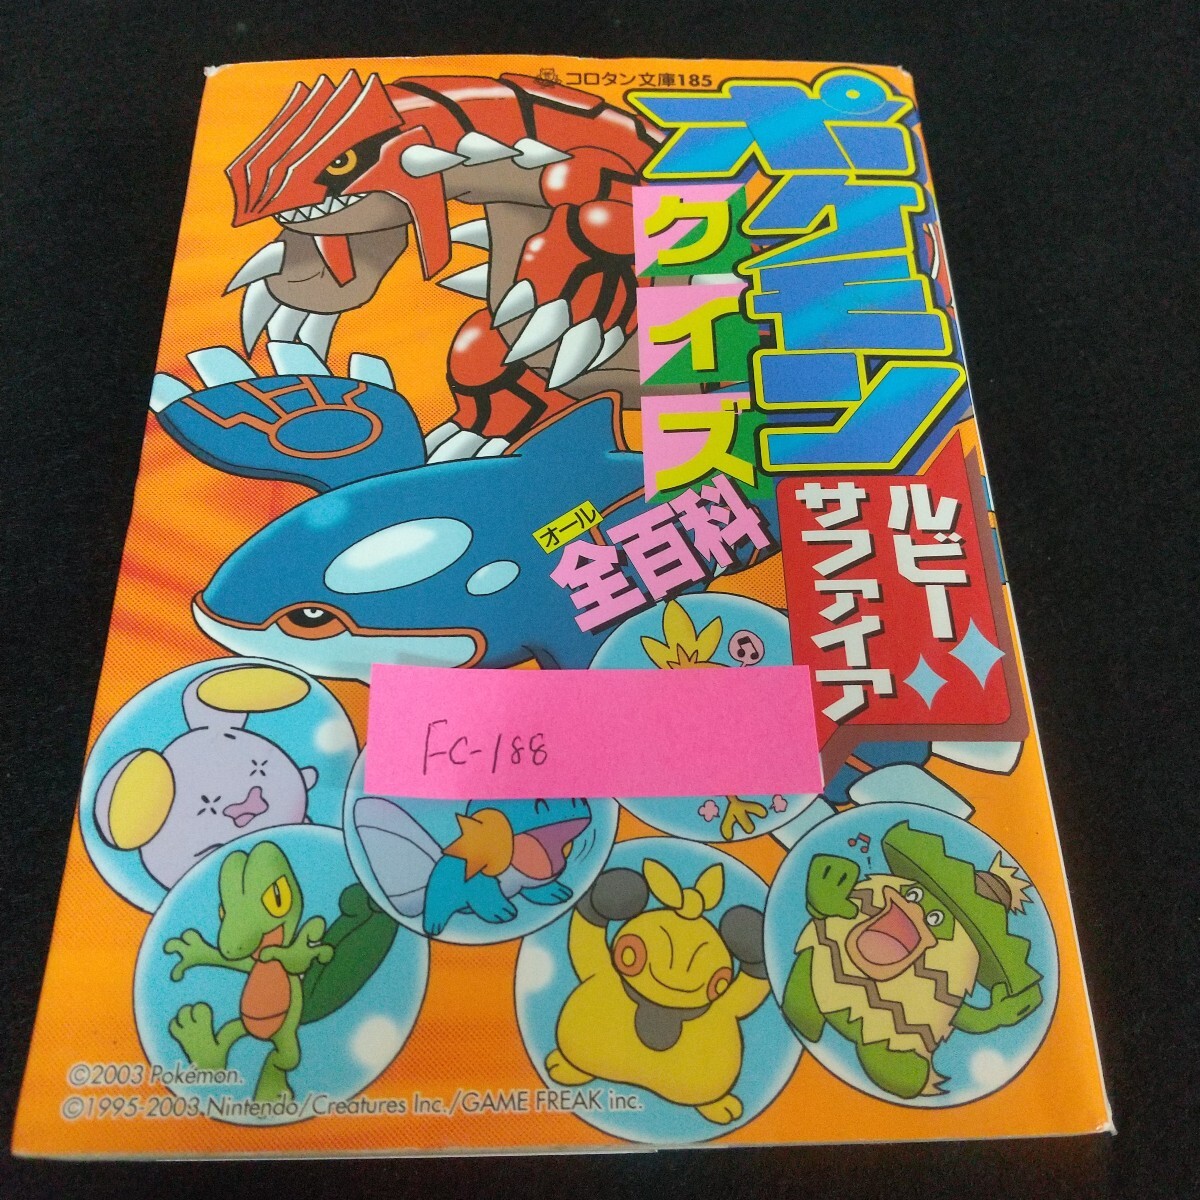 コロタン文庫185
ポケモン
クイズ
オール
全百科
ルビー
サファイア
Fc-188
©2003 Pokémon.
©1995-2003 Nintendo/Creatures Inc./GAME FREAK inc.